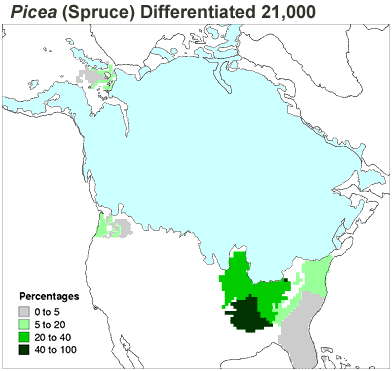 Picea (Spruce) Differentiated 21,000
Percentages
0 to 5
5 to 20
20 to 40
40 to 100